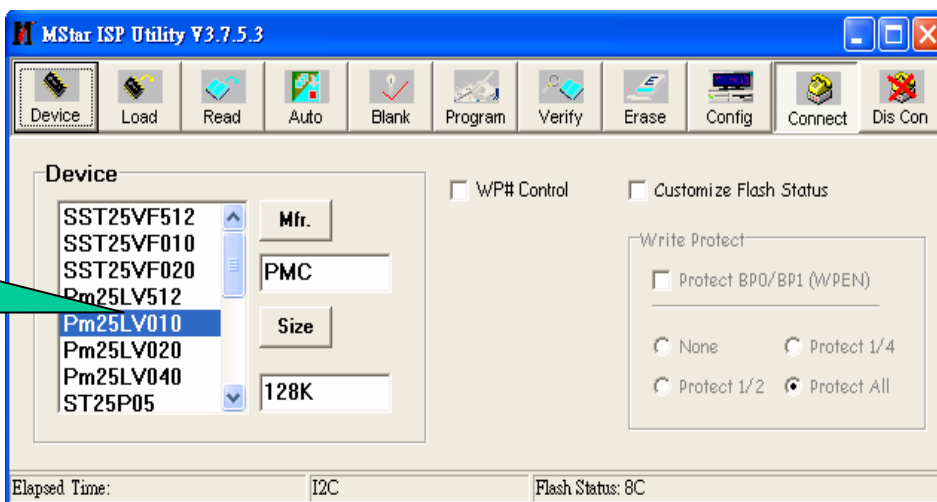 MStar ISP Utility V3.7.5.3
Device Load Read Auto Blank Program Verify Erase Config Connect Dis Con
Device
SST25VF512
SST25VF010
SST25VF020
Pm25LV512
Pm25LV010
Pm25LV020
Pm25LV040
ST25P05
Mfr.
PMC
Size
128K
WP# Control
Customize Flash Status
Write Protect
Protect BP0/BP1 (WPEN)
None Protect 1/4
Protect 1/2 Protect All
Elapsed Time: I2C Flash Status: 8C